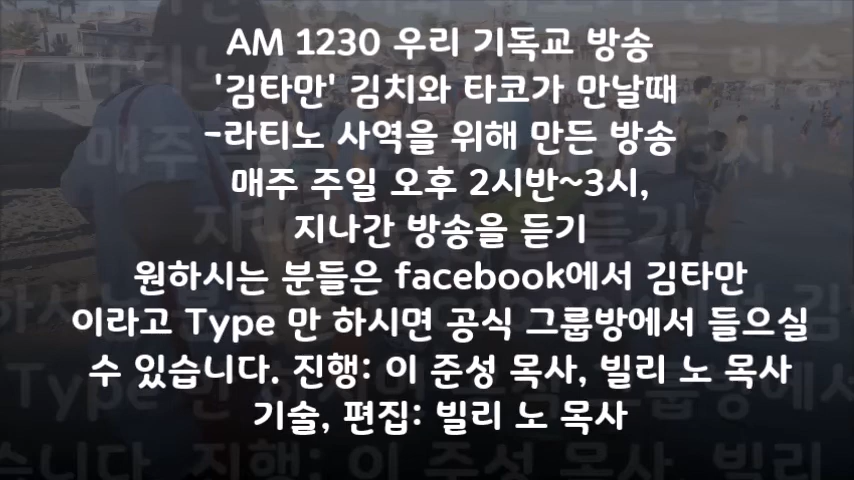 AM 1230 우리 기독교 방송
'김타만' 김치와 타코가 만날때
-라티노 사역을 위해 만든 방송
매주 주일 오후 2시반~3시,
지나간 방송을 듣기
원하시는 분들은 facebook에서 김타만
이라고 Type 만 하시면 공식 그룹방에서 들으실
수 있습니다. 진행: 이 준성 목사, 빌리 노 목사
기술, 편집: 빌리 노 목사